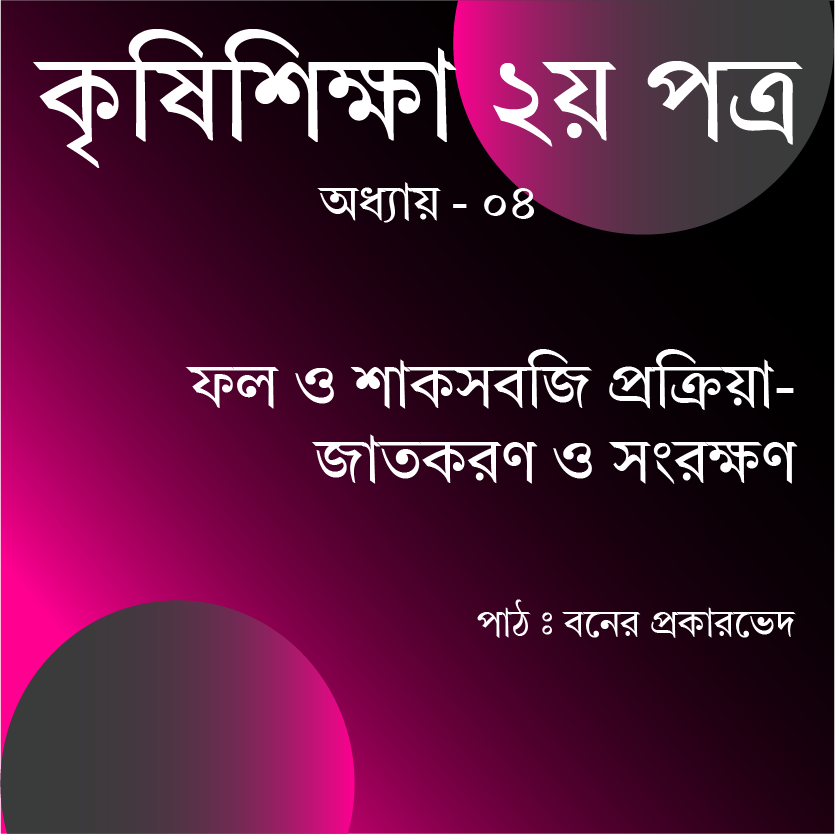 কৃষিশিক্ষা ২য় পত্র
অধ্যায় - ০৪
ফল ও শাকসবজি প্রক্রিয়া-
জাতকরণ ও সংরক্ষণ
পাঠ ঃ বনের প্রকারভেদ